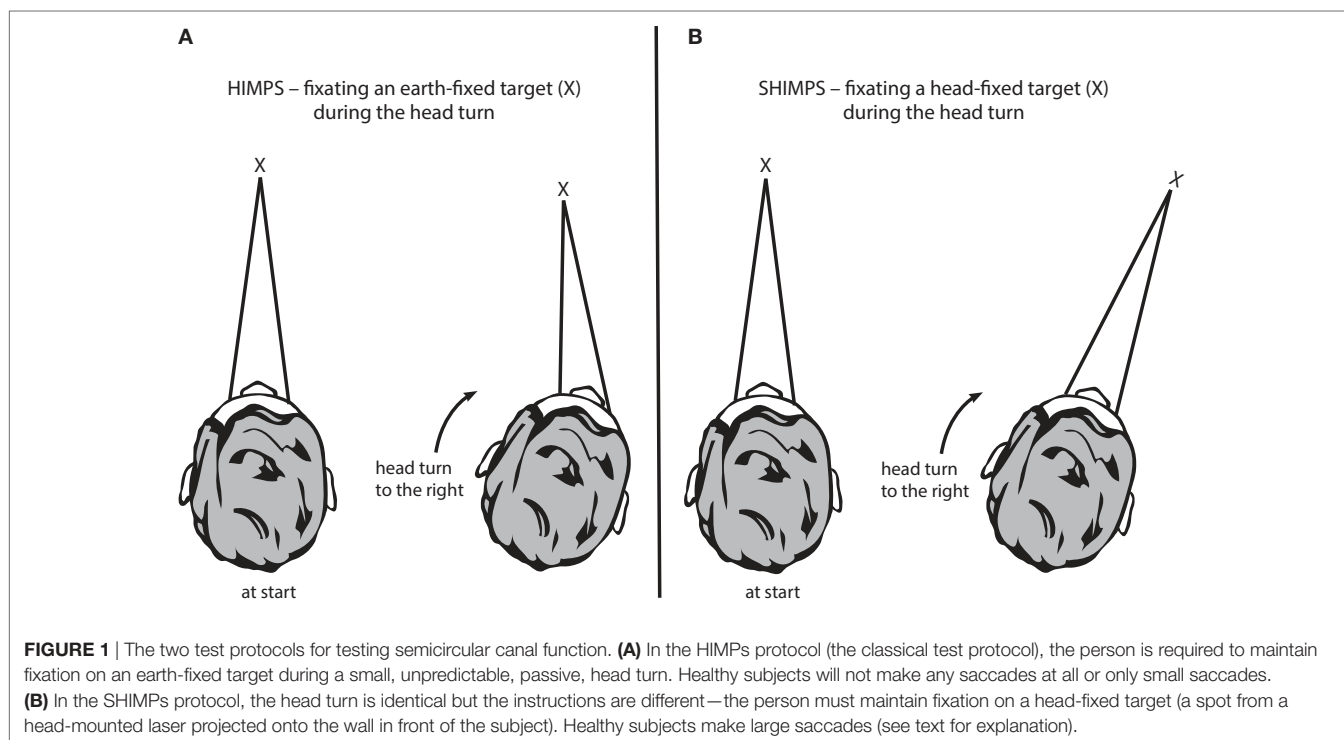 A
HIMPS – fixating an earth-fixed target (X)
during the head turn
X
X
head turn
to the right
at start
B
SHIMPS – fixating a head-fixed target (X)
during the head turn
X
X
head turn
to the right
at start
FIGURE 1 | The two test protocols for testing semicircular canal function. (A) In the HIMPs protocol (the classical test protocol), the person is required to maintain
fixation on an earth-fixed target during a small, unpredictable, passive, head turn. Healthy subjects will not make any saccades at all or only small saccades.
(B) In the SHIMPs protocol, the head turn is identical but the instructions are different—the person must maintain fixation on a head-fixed target (a spot from a
head-mounted laser projected onto the wall in front of the subject). Healthy subjects make large saccades (see text for explanation).